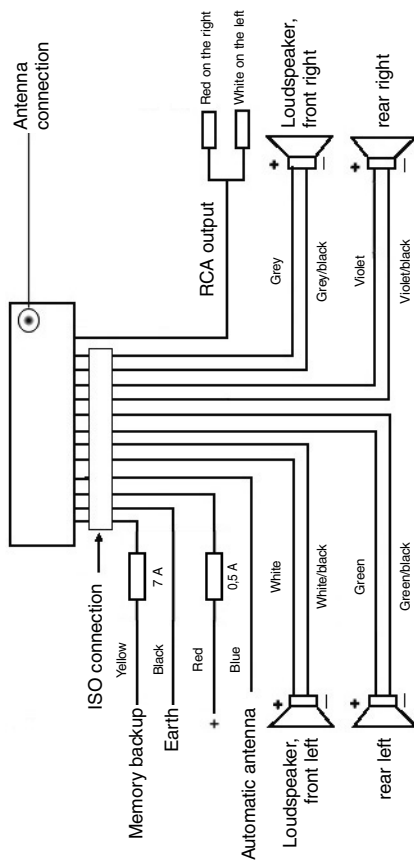 Antenna
connection
Red on the right
White on the left
RCA output
Loudspeaker,
front right
+
–
Grey
Grey/black
rear right
+
–
Violet
Violet/black
ISO connection
Memory backup
Yellow
7 A
Earth
Black
+
Red
0,5 A
Automatic antenna
Blue
Loudspeaker,
front left
+
–
White
White/black
rear left
+
–
Green
Green/black